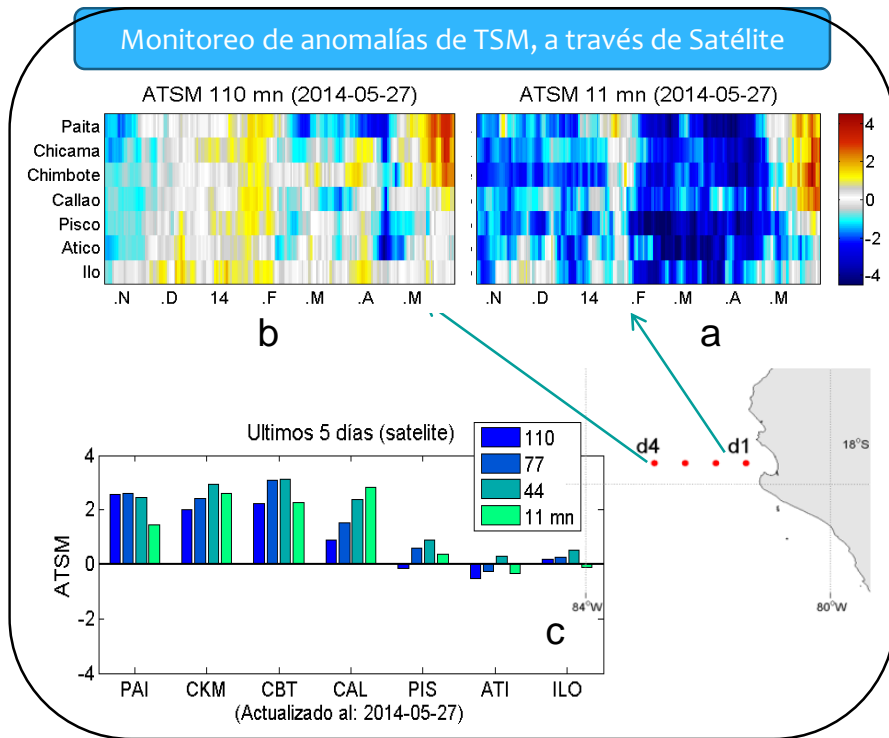 Monitoreo de anomalías de TSM, a través de Satélite
ATSM 110 mn (2014-05-27)
ATSM 11 mn (2014-05-27)
Paita
Chicama
Chimbote
Callao
Pisco
Atico
Ilo
.N .D 14 .F .M .A .M
.N .D 14 .F .M .A .M
4
2
0
-2
-4
b
a
Ultimos 5 días (satelite)
110
77
44
11 mn
ATSM
4
2
0
-2
-4
PAI CKM CBT CAL PIS ATI ILO
(Actualizado al: 2014-05-27)
c
d4 d1
18°S
84°W
80°W